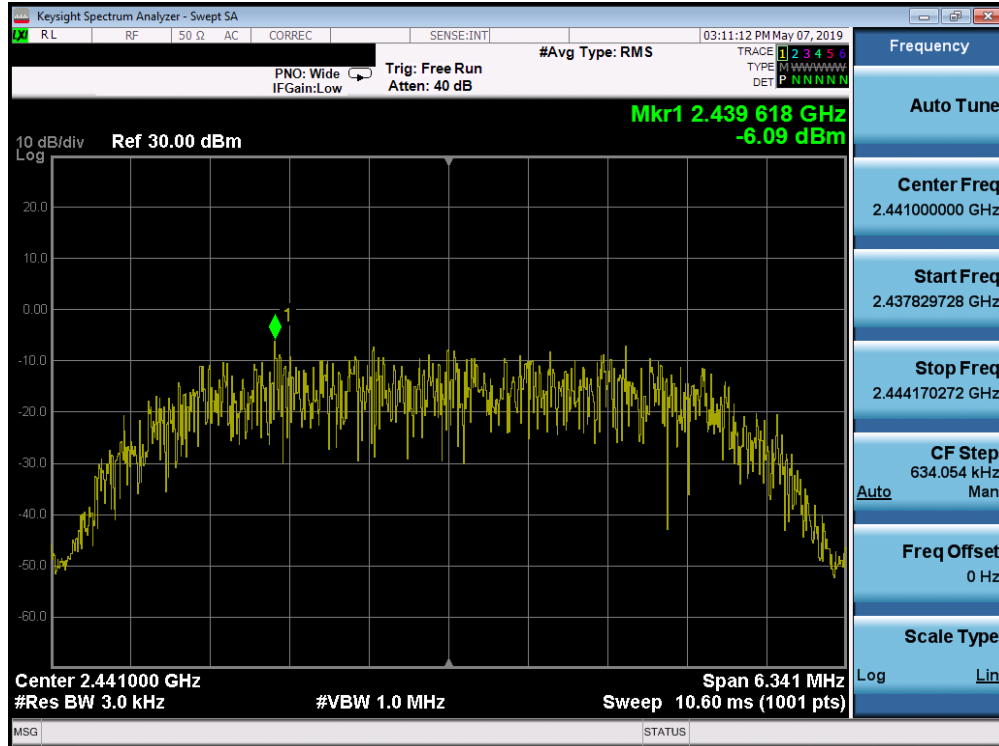 Keysight Spectrum Analyzer - Swept SA
LXI RL RF 50 Ω AC CORREC SENSE:INT 03:11:12 PM May 07, 2019
#Avg Type: RMS TRACE 1 2 3 4 5 6
PNO: Wide Trig: Free Run TYPE M WWWWW
IFGain:Low Atten: 40 dB DET P N N N N N
Mkr1 2.439 618 GHz
-6.09 dBm
10 dB/div Ref 30.00 dBm
Log
20.0
10.0
0.00
1
-10.0
-20.0
-30.0
-40.0
-50.0
-60.0
Center 2.441000 GHz Span 6.341 MHz
#Res BW 3.0 kHz #VBW 1.0 MHz Sweep 10.60 ms (1001 pts)
MSG STATUS
Frequency
Auto Tune
Center Freq
2.441000000 GHz
Start Freq
2.437829728 GHz
Stop Freq
2.444170272 GHz
CF Step
634.054 kHz
Auto Man
Freq Offset
0 Hz
Scale Type
Log Lin